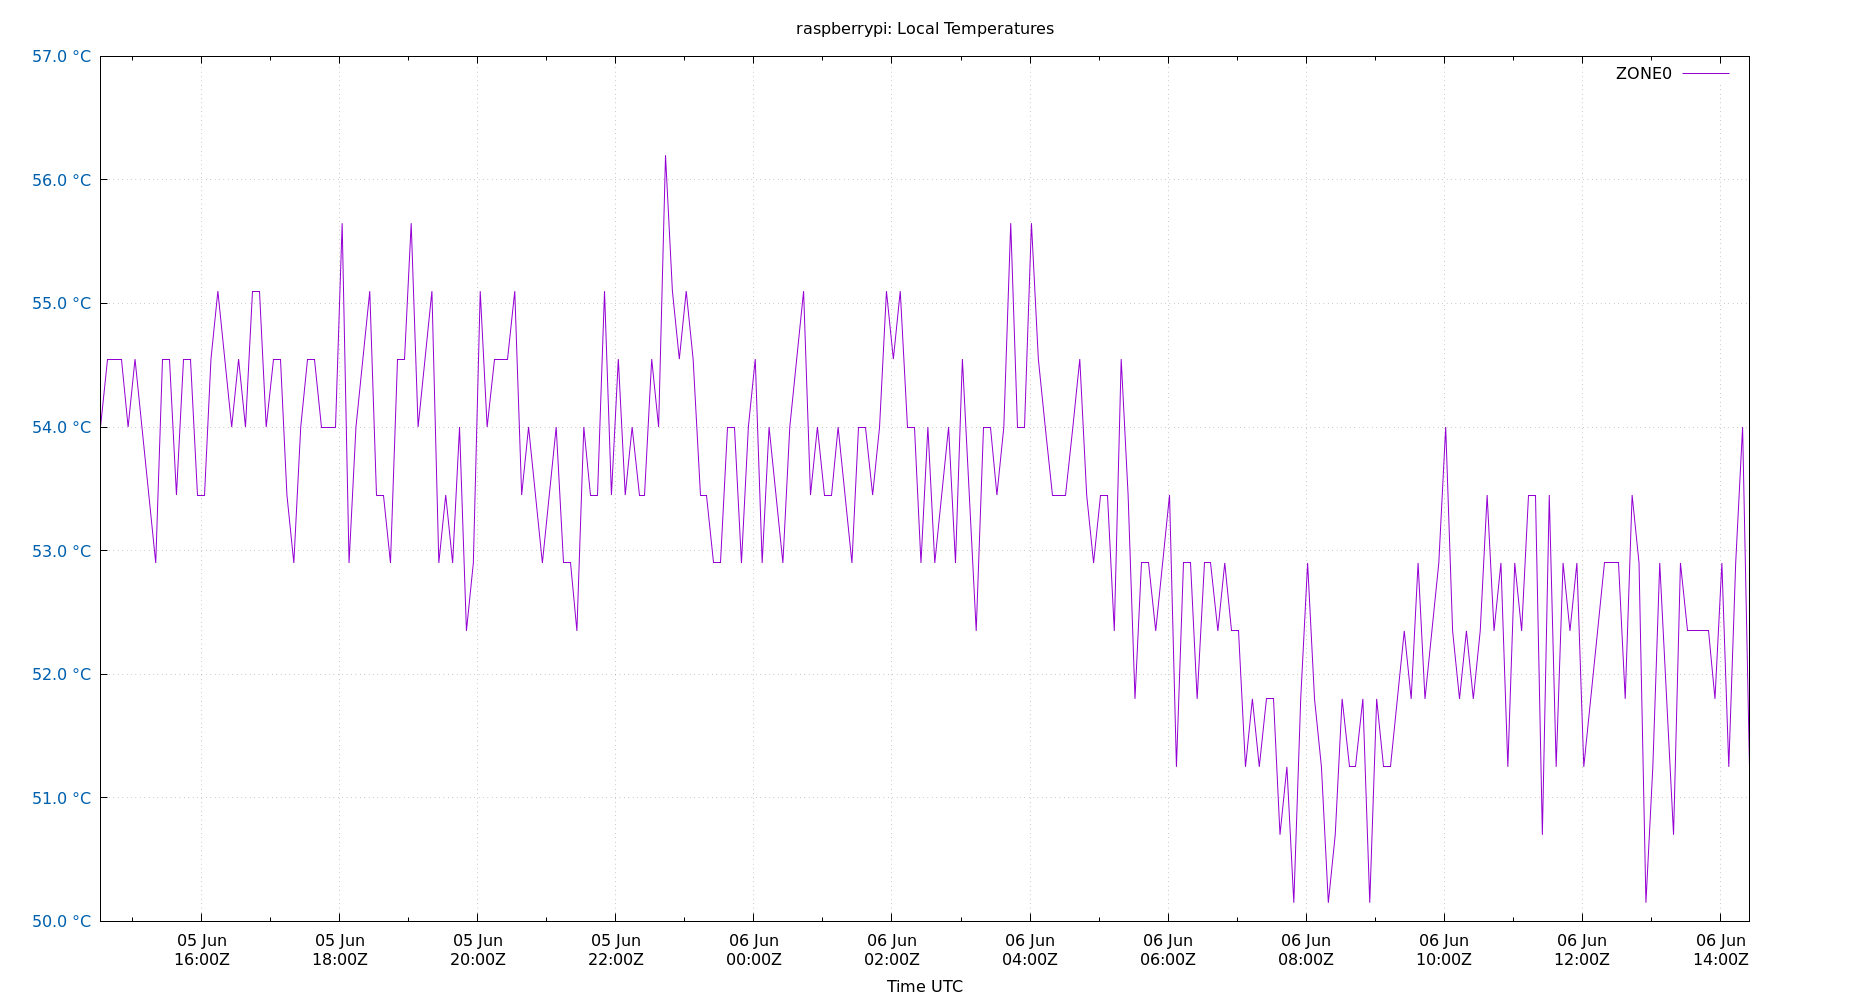 raspberrypi: Local Temperatures
57.0 °C
ZONE0
56.0 °C
55.0 °C
54.0 °C
53.0 °C
52.0 °C
51.0 °C
50.0 °C
05 Jun 05 Jun 05 Jun 05 Jun 06 Jun 06 Jun 06 Jun 06 Jun 06 Jun 06 Jun 06 Jun 06 Jun
16:00Z 18:00Z 20:00Z 22:00Z 00:00Z 02:00Z 04:00Z 06:00Z 08:00Z 10:00Z 12:00Z 14:00Z
Time UTC